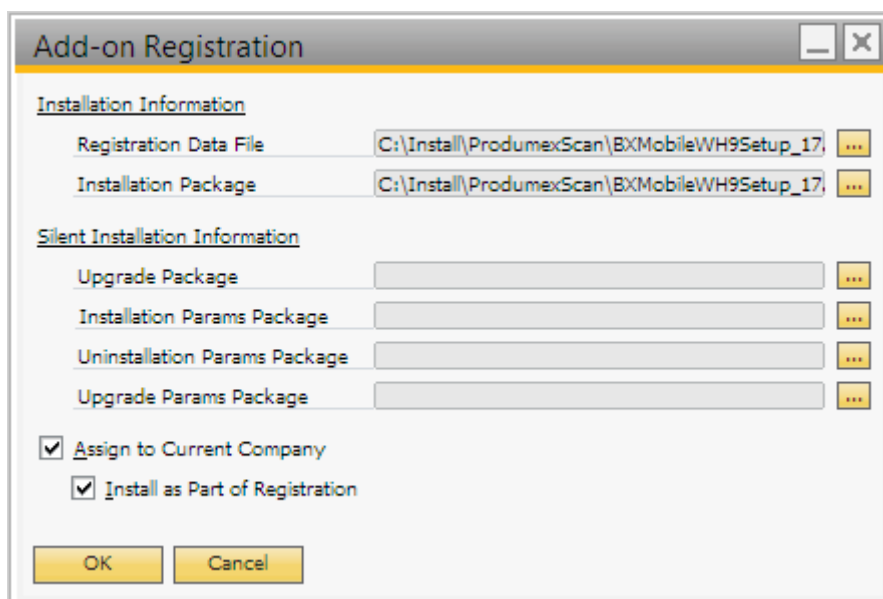 Add-on Registration
Installation Information
Registration Data File C:\Install\ProdumexScan\BXMobileWH9Setup_17. ...
Installation Package C:\Install\ProdumexScan\BXMobileWH9Setup_17. ...
Silent Installation Information
Upgrade Package ...
Installation Params Package ...
Uninstallation Params Package ...
Upgrade Params Package ...
Assign to Current Company
Install as Part of Registration
OK Cancel